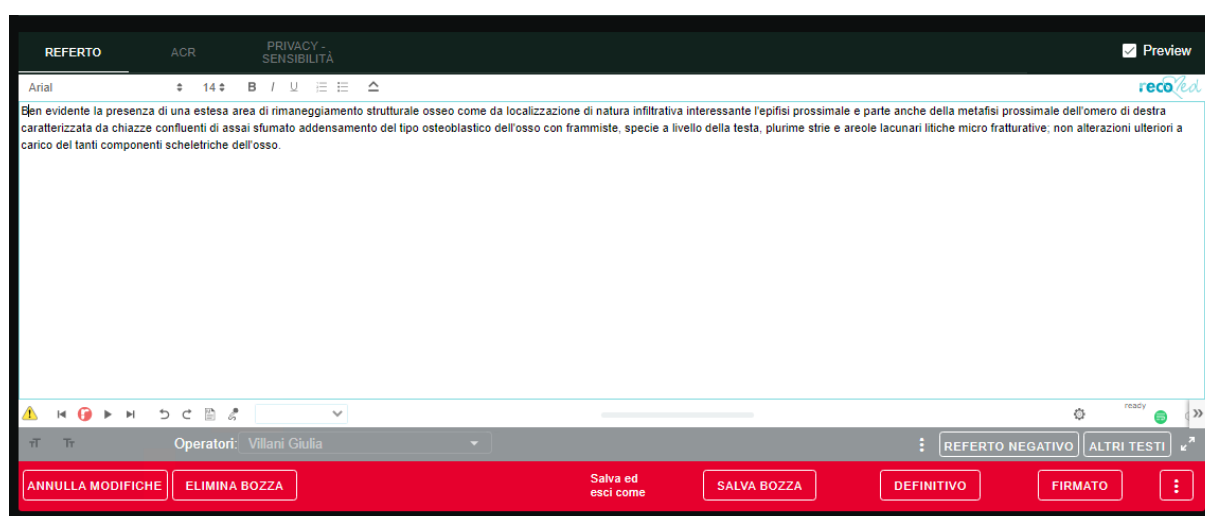 REFERTO
ACR
PRIVACY -
SENSIBILITÀ
Preview
Arial
14
B I U
recoMed
Ben evidente la presenza di una estesa area di rimaneggiamento strutturale osseo come da localizzazione di natura infiltrativa interessante l'epifisi prossimale e parte anche della metafisi prossimale dell'omero di destra
caratterizzata da chiazze confluenti di assai sfumato addensamento del tipo osteoblastico dell'osso con frammiste, specie a livello della testa, plurime strie e areole lacunari litiche micro fratturative; non alterazioni ulteriori a
carico del tanti componenti scheletriche dell'osso.
ready
Operatori: Villani Giulia
REFERTO NEGATIVO
ALTRI TESTI
ANNULLA MODIFICHE
ELIMINA BOZZA
Salva ed
esci come
SALVA BOZZA
DEFINITIVO
FIRMATO